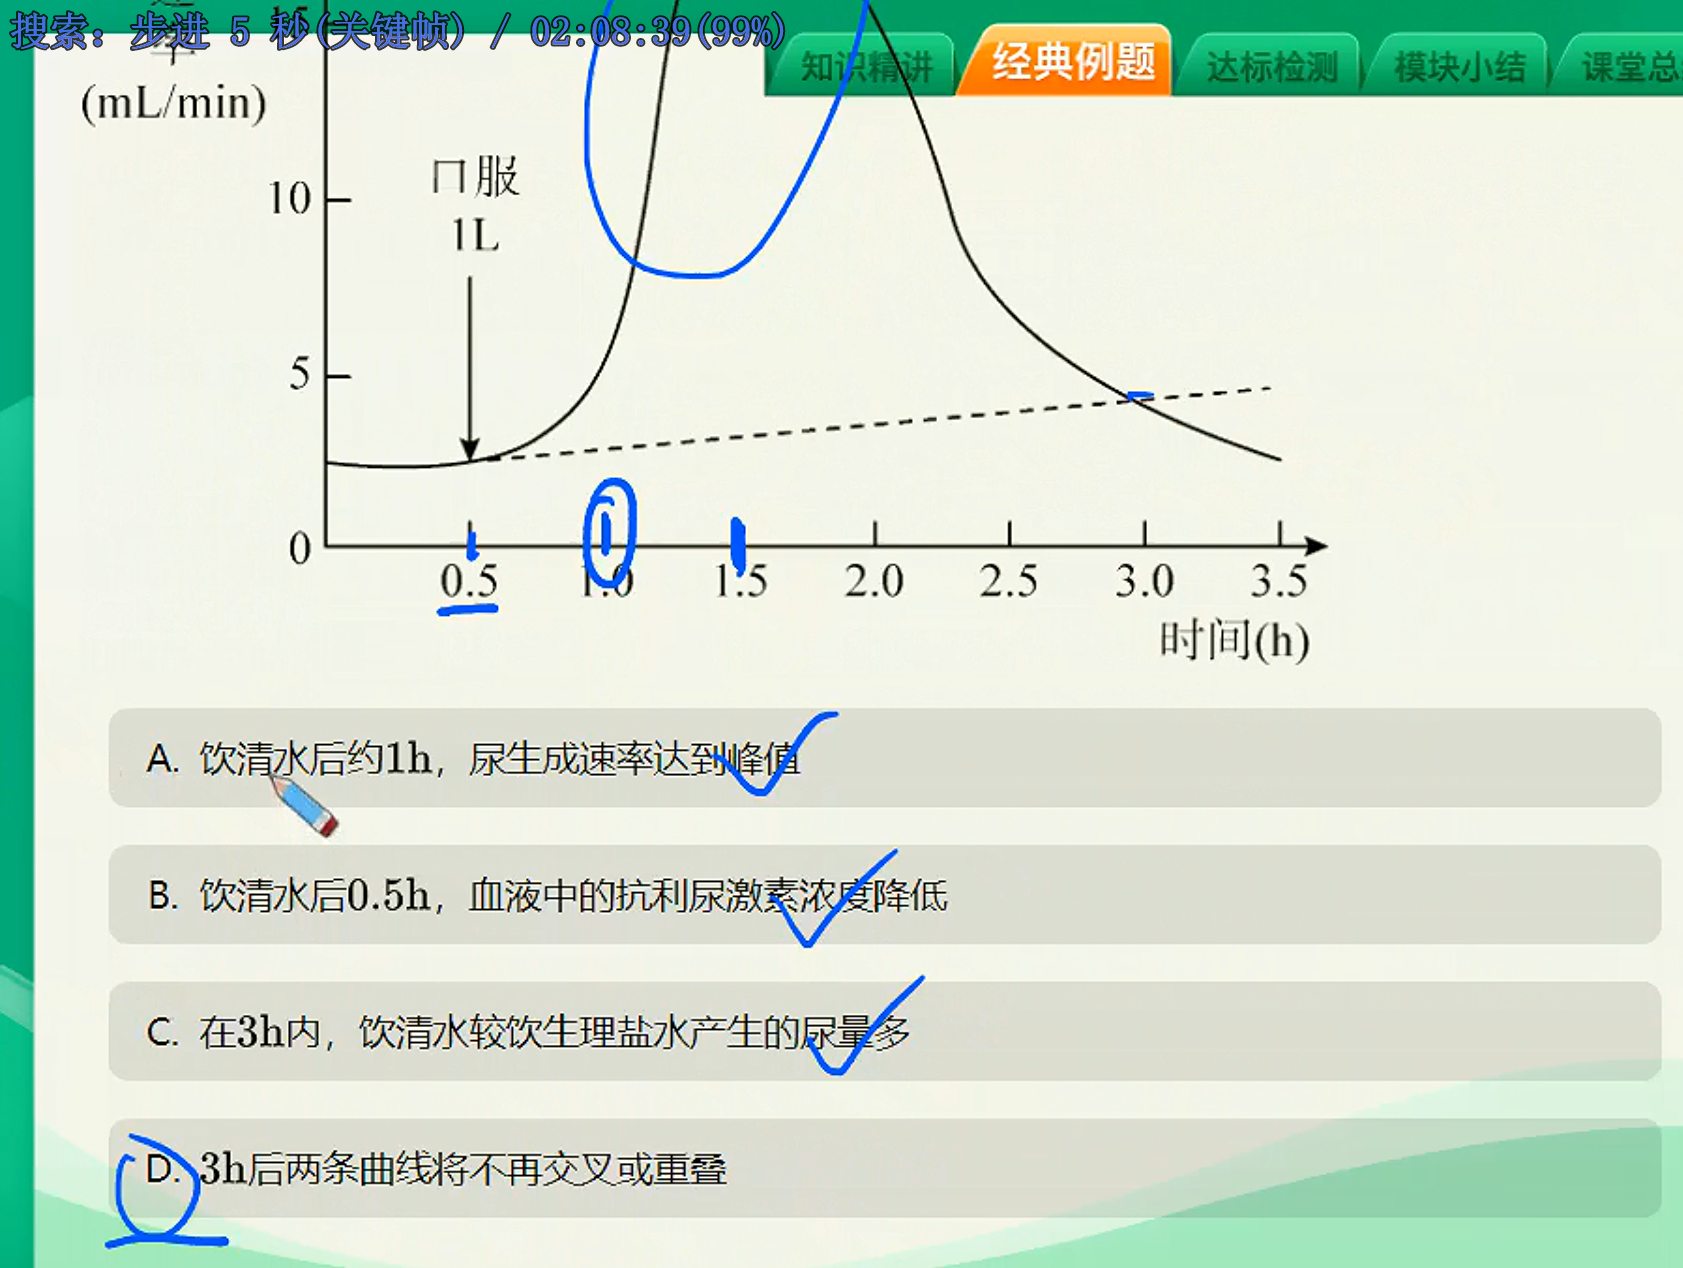 搜索: 步进 5 秒(关键帧) / 02:08:39(99%)
知识精讲
经典例题
达标检测
模块小结
课堂总
率
(mL/min)
15
口服
1L
10
5
0
0.5
1.0
1.5
2.0
2.5
3.0
3.5
时间(h)
A. 饮清水后约1h，尿生成速率达到峰值
B. 饮清水后0.5h，血液中的抗利尿激素浓度降低
C. 在3h内，饮清水较饮生理盐水产生的尿量多
D. 3h后两条曲线将不再交叉或重叠